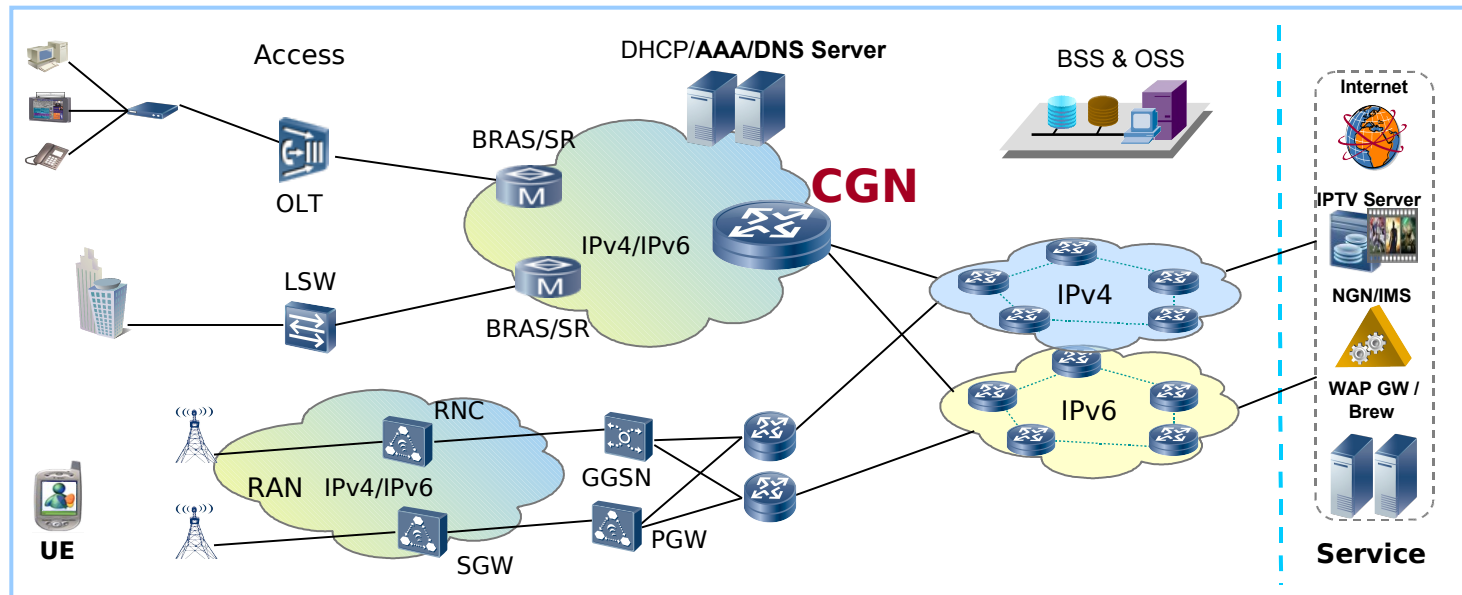 Access
DHCP/AAA/DNS Server
BSS & OSS
Internet
BRAS/SR
M
CGN
OLT
IPTV Server
IPv4/IPv6
LSW
M
IPv4
NGN/IMS
BRAS/SR
WAP GW /
Brew
RNC
IPv6
RAN
IPv4/IPv6
GGSN
UE
SGW
PGW
Service